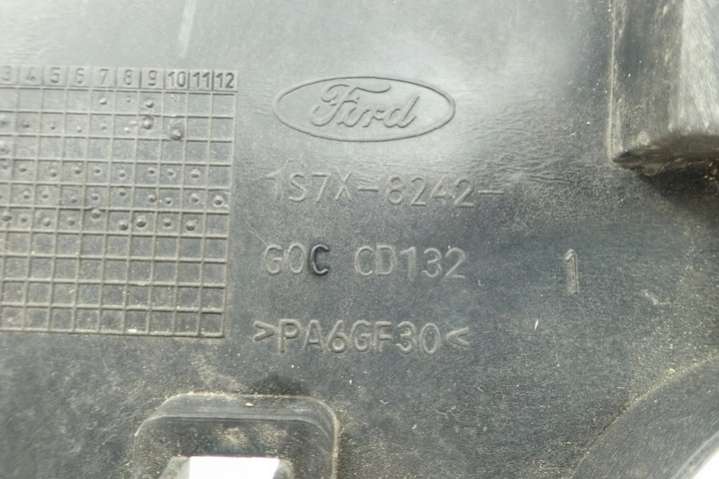 3 4 5 6 7 8 9 10 11 12
Ford
1S7X-8242-
G0C CD132 1
>PA6GF30<